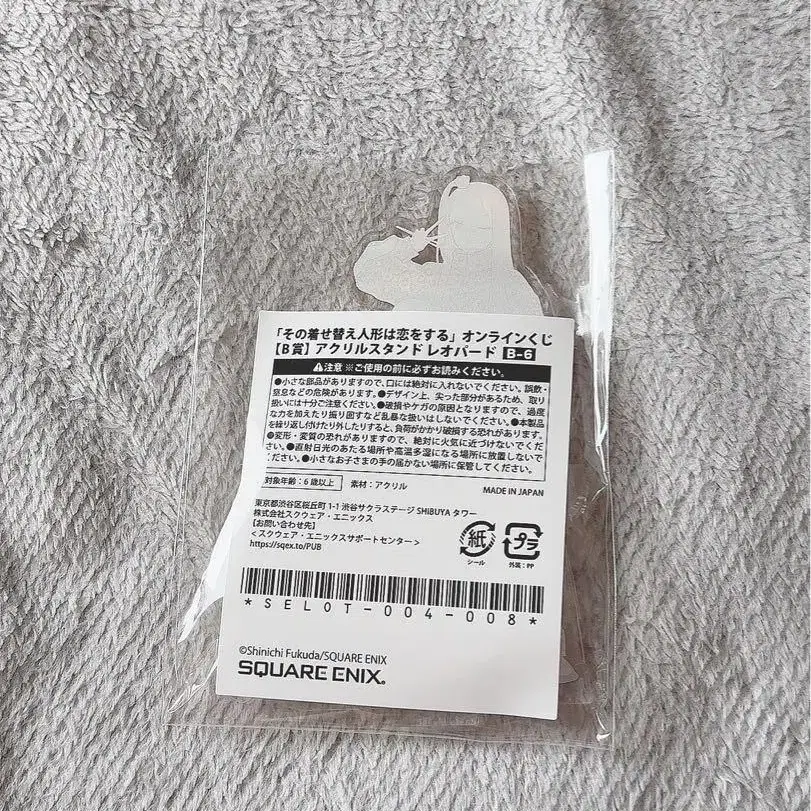 「その着せ替え人形は恋をする」オンラインくじ
【B賞】アクリルスタンド レオパード B-6
⚠注意 ※ご使用の前に必ずお読みください。
●小さな部品がありますので、口には絶対に入れないでください。誤飲・
窒息などの危険があります。●デザイン上、尖った部分があるため、取り
扱いには十分ご注意ください。●破損やケガの原因となりますので、過度
な力を加えたり振り回すなど乱暴な扱いはしないでください。●本製品
を繰り返し付けたり外したりすると、負荷がかかり破損する恐れがあります。
●変形・変質の恐れがありますので、絶対に火気に近づけないでくだ
さい。●直射日光のあたる場所や高温多湿になる場所に放置しないで
ください。●小さなお子さまの手の届かない場所に保管してください。
対象年齢:6歳以上 素材:アクリル MADE IN JAPAN
東京都渋谷区桜丘町1-1 渋谷サクラステージ SHIBUYA タワー
株式会社スクウェア・エニックス
【お問い合わせ先】
<スクウェア・エニックスサポートセンター>
https://sqex.to/PUB
紙 プラ
シール 外装:PP
*SELOT-004-008*
©Shinichi Fukuda/SQUARE ENIX
SQUARE ENIX®